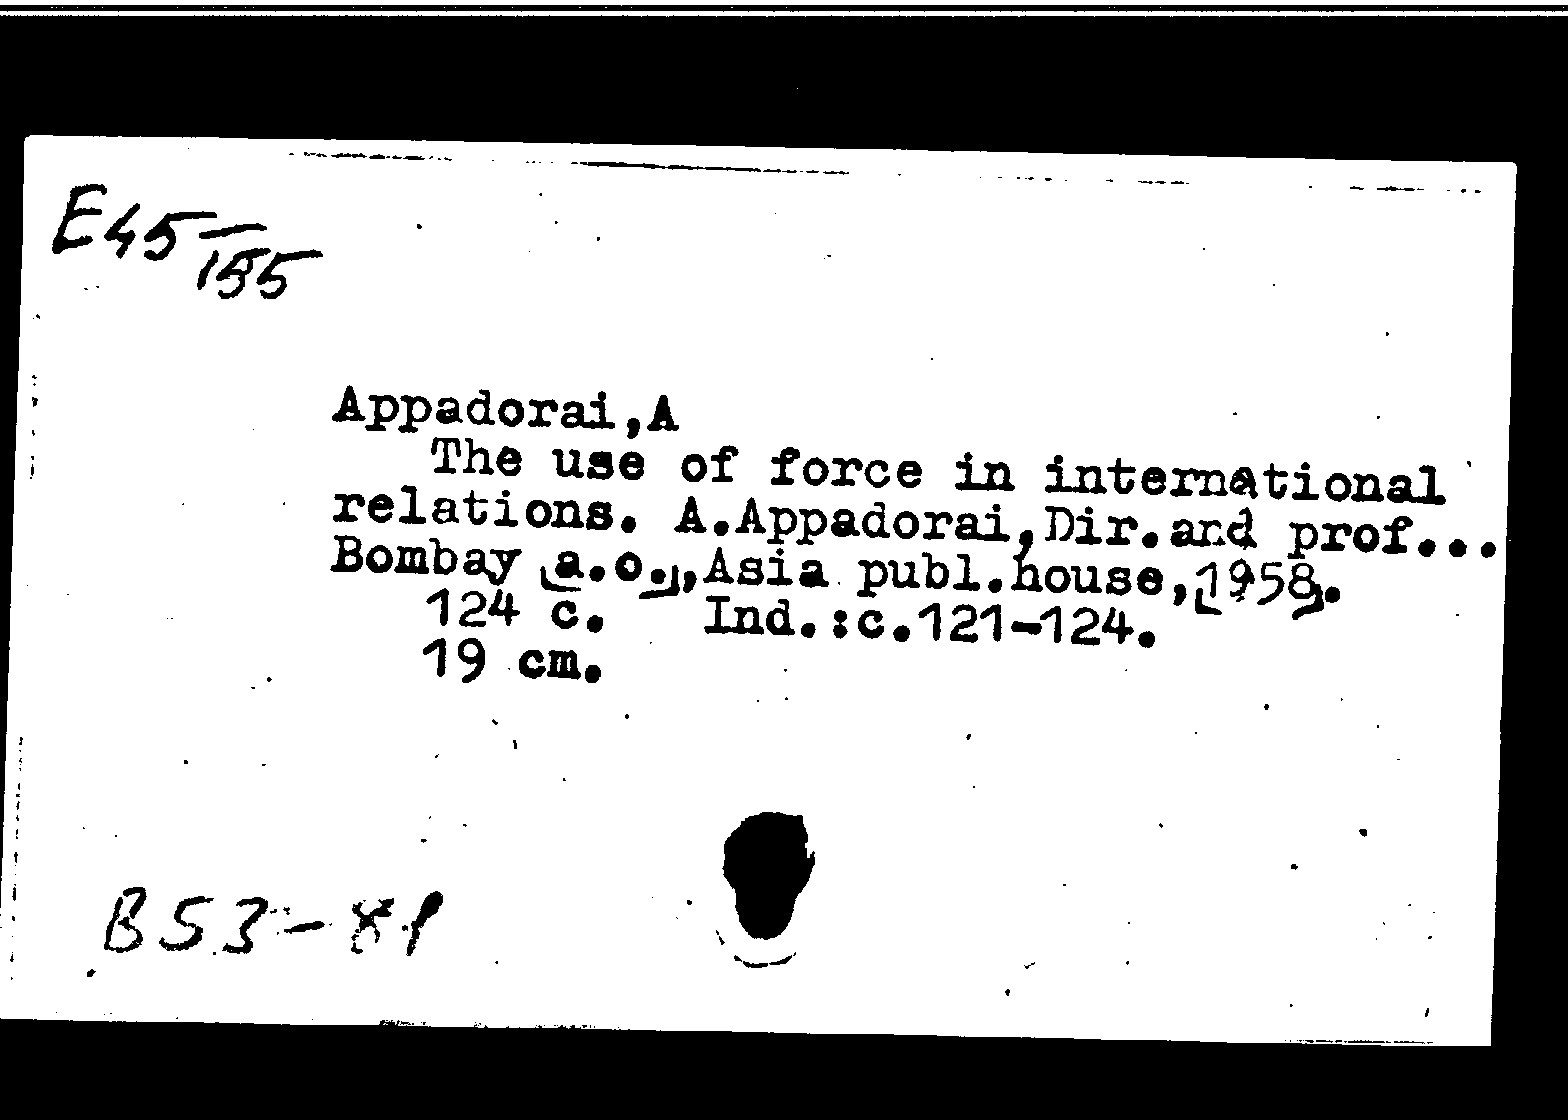 E45—
155
Appadorai,A
The use of force in international
relations. A.Appadorai,Dir.and prof...
Bombay [a.o.],Asia publ.house,[1958].
124 c. Ind.:c.121-124.
19 cm.
B53-81